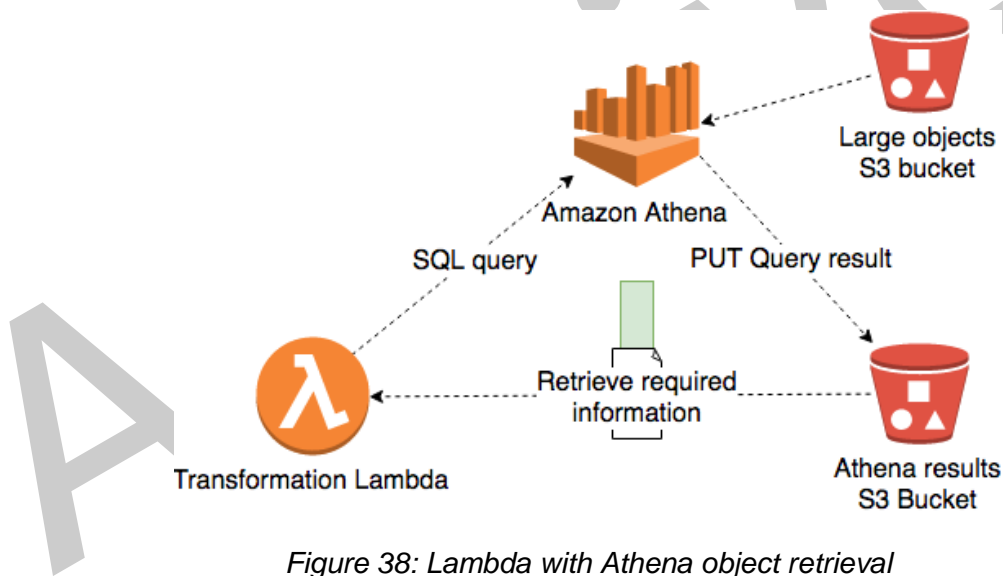 Large objects
S3 bucket
Amazon Athena
SQL query
PUT Query result
Retrieve required
information
Transformation Lambda
Athena results
S3 Bucket
Figure 38: Lambda with Athena object retrieval